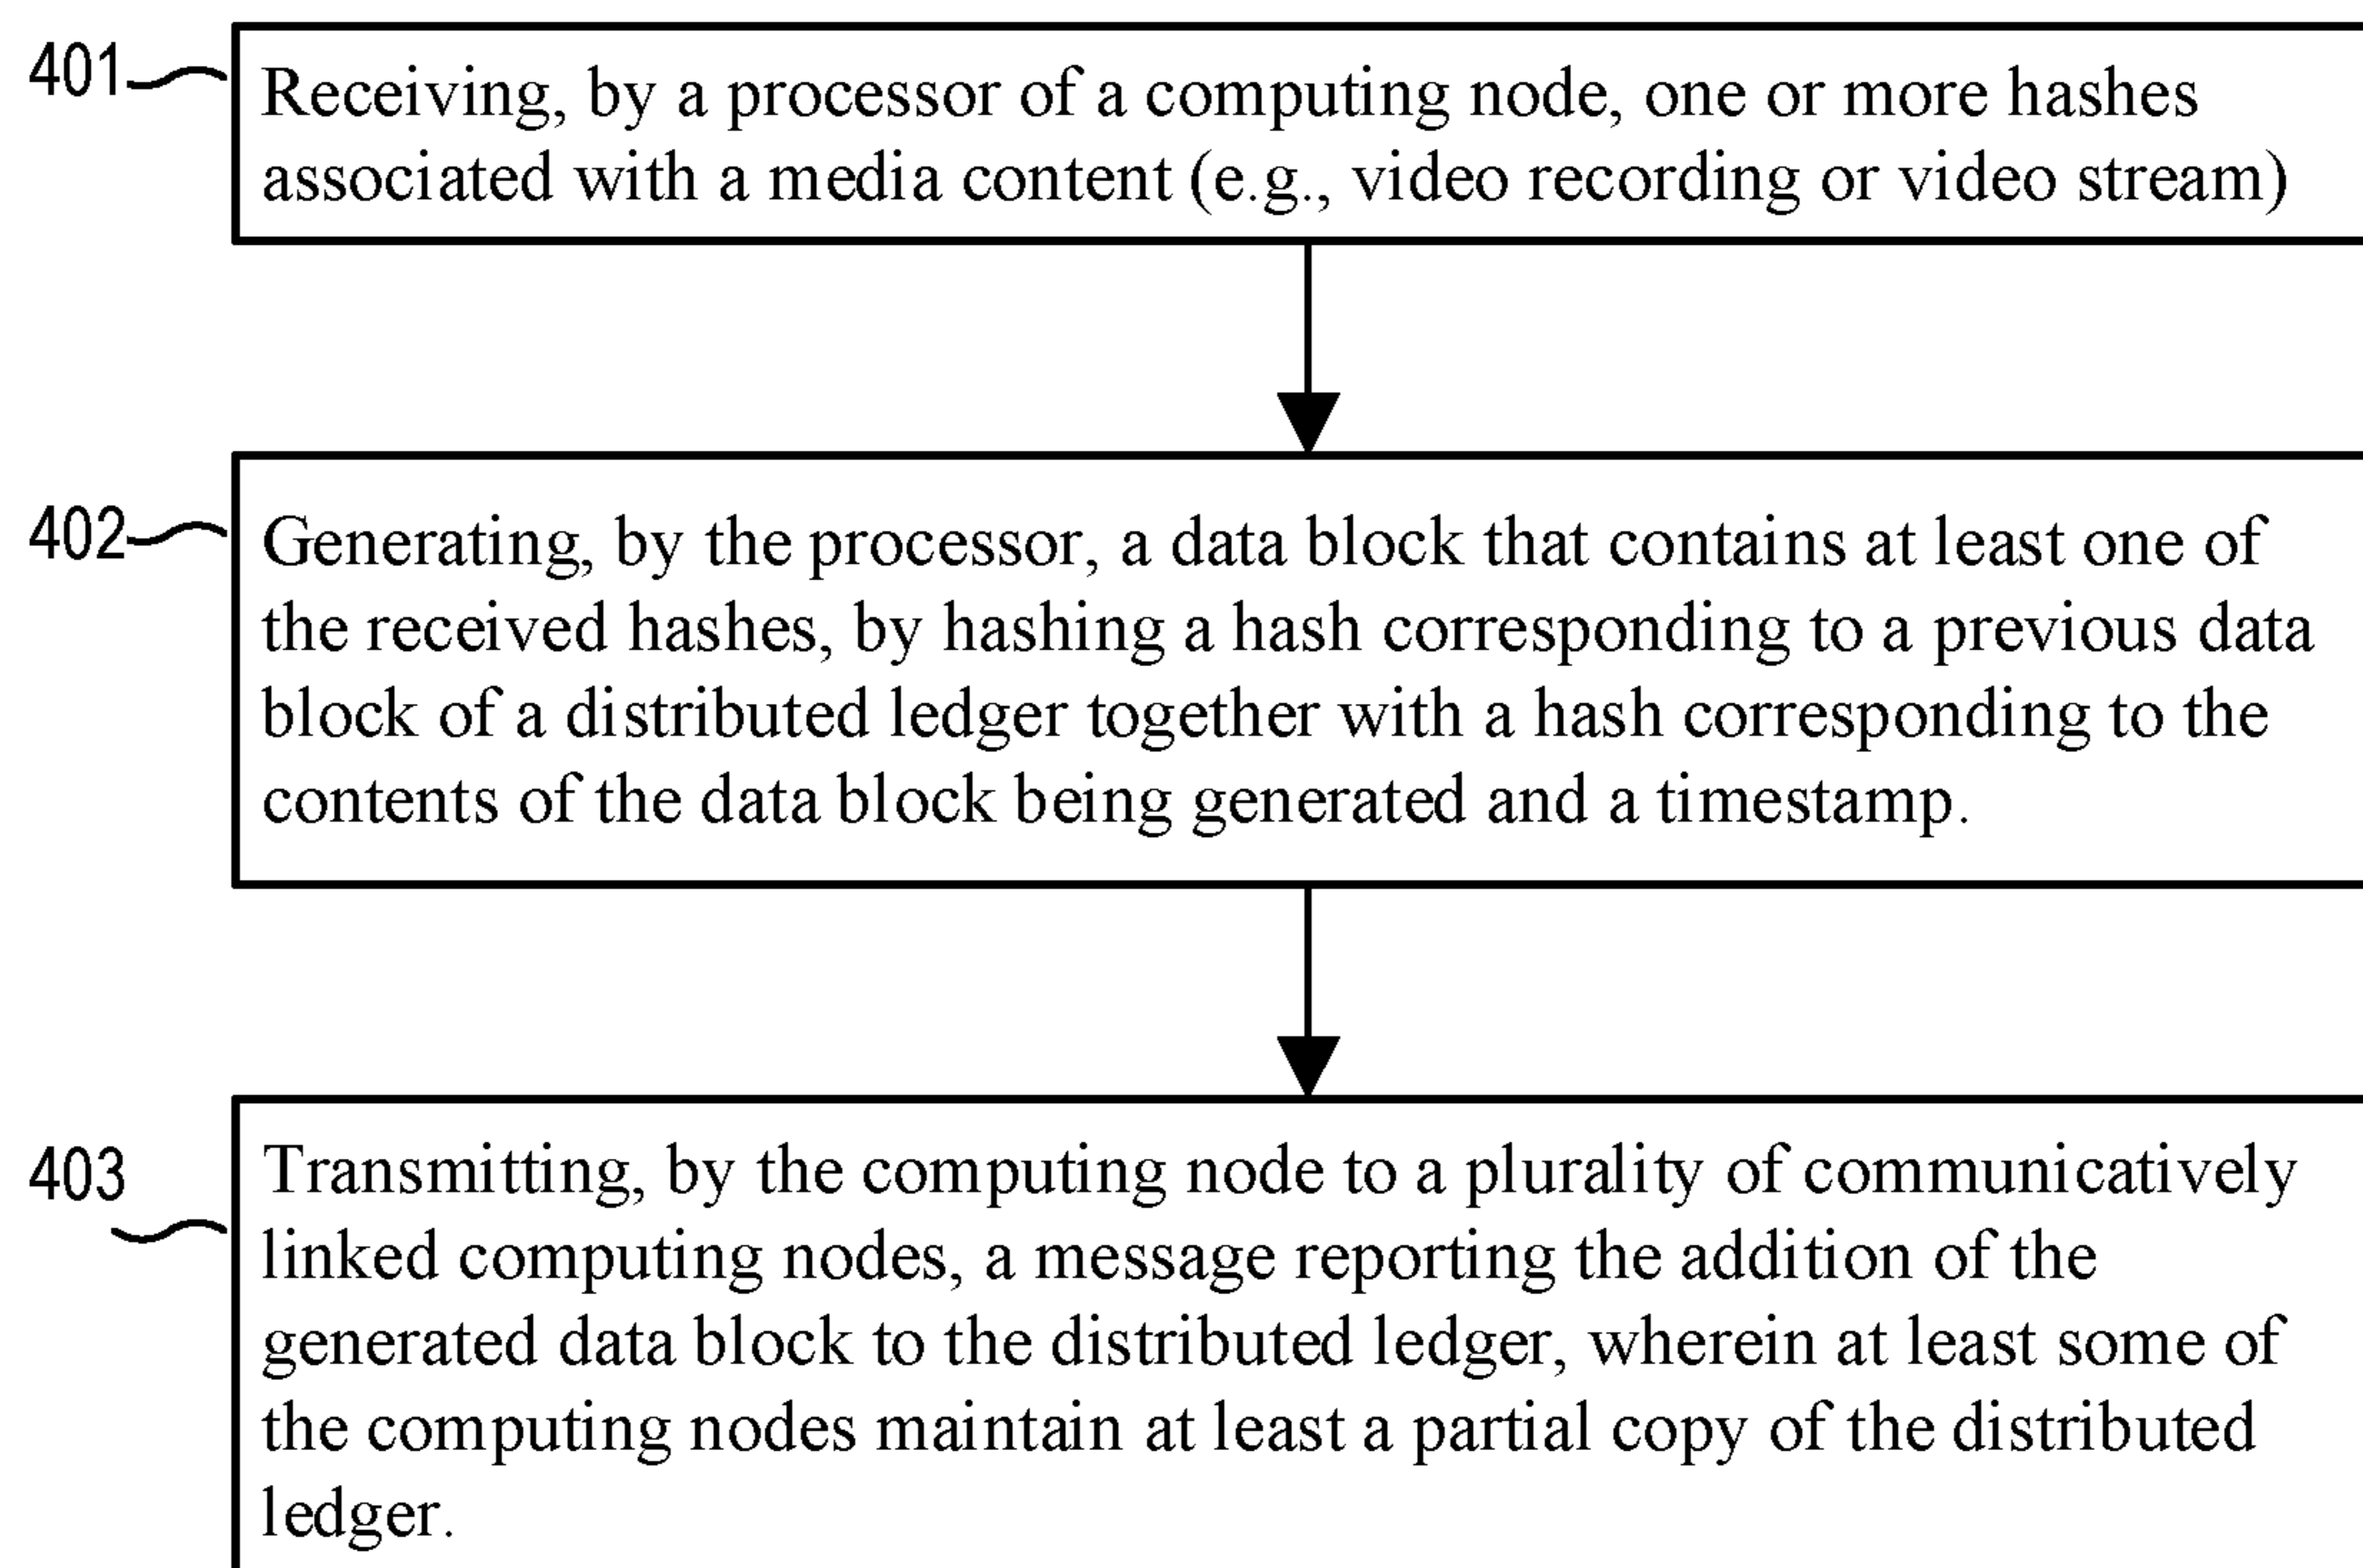 401
Receiving, by a processor of a computing node, one or more hashes
associated with a media content (e.g., video recording or video stream)
402
Generating, by the processor, a data block that contains at least one of
the received hashes, by hashing a hash corresponding to a previous data
block of a distributed ledger together with a hash corresponding to the
contents of the data block being generated and a timestamp.
403
Transmitting, by the computing node to a plurality of communicatively
linked computing nodes, a message reporting the addition of the
generated data block to the distributed ledger, wherein at least some of
the computing nodes maintain at least a partial copy of the distributed
ledger.